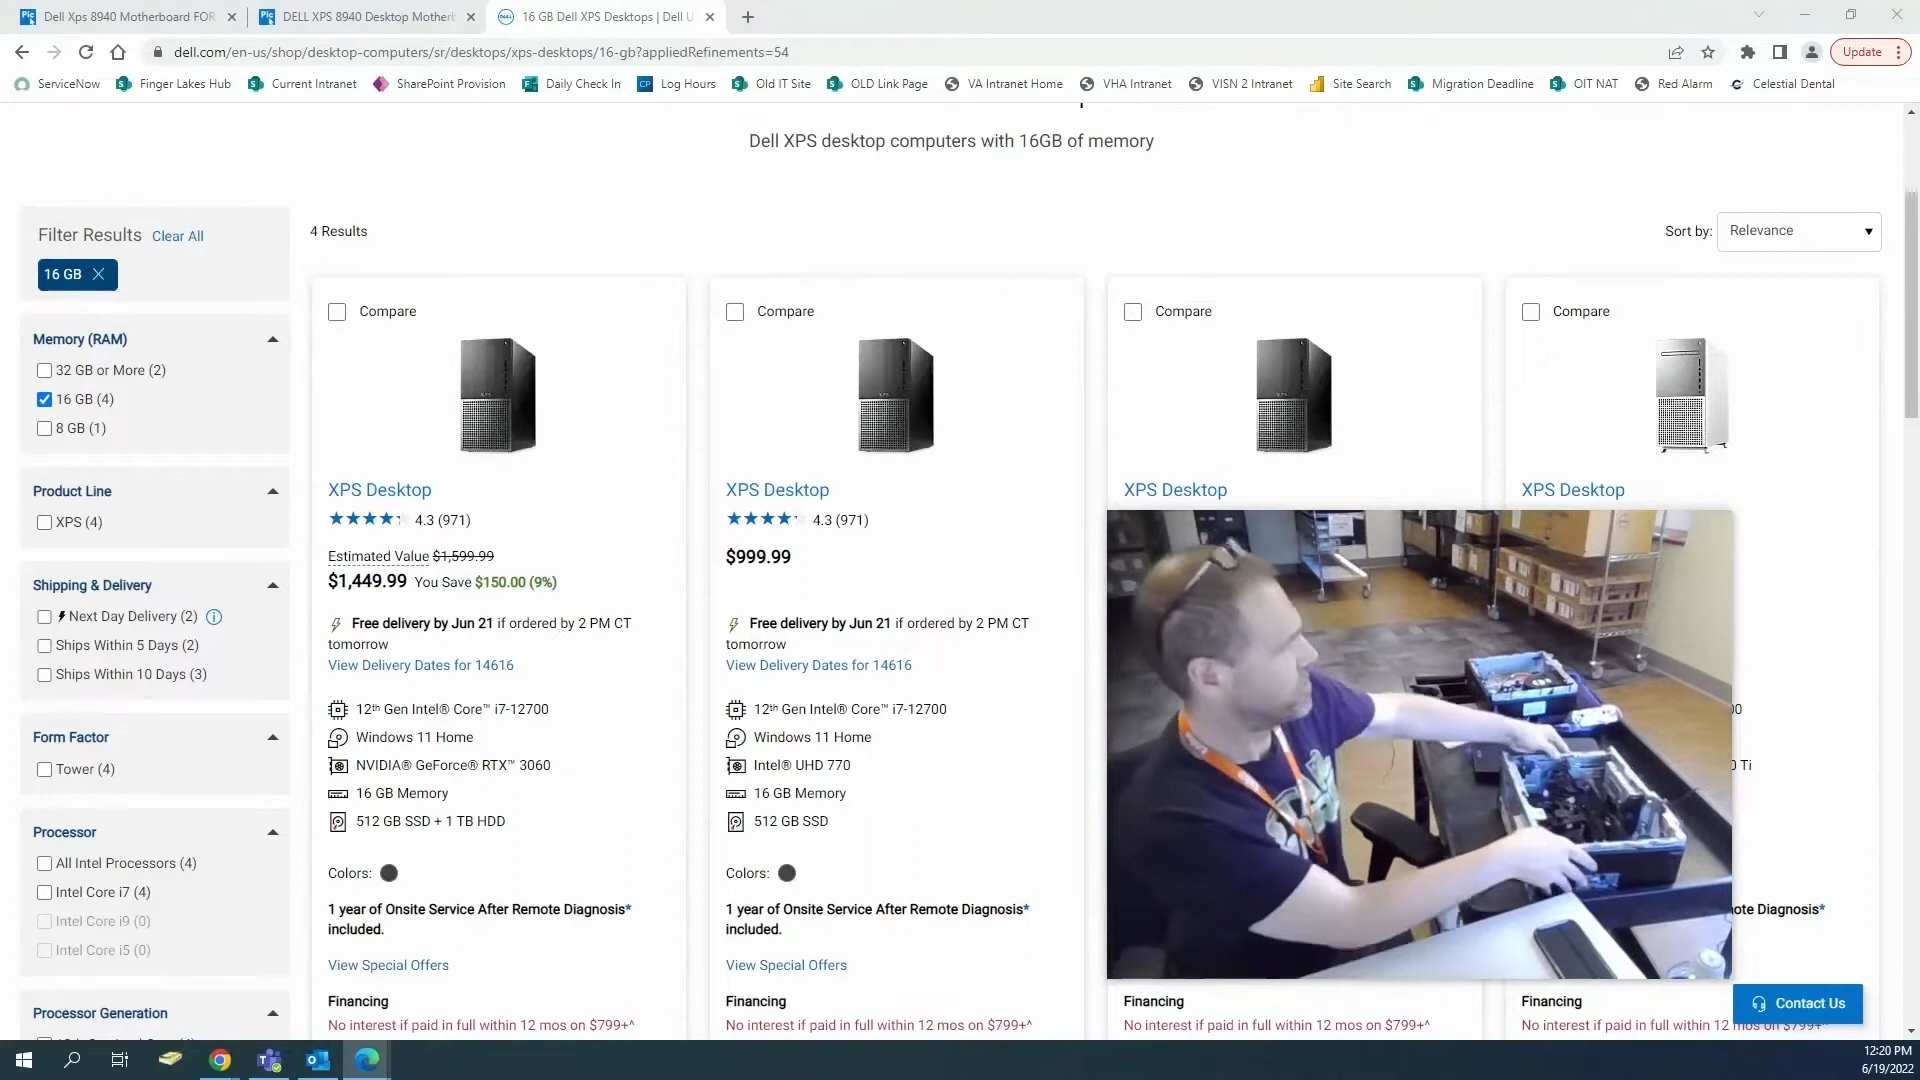 Dell Xps 8940 Motherboard FOR
DELL XPS 8940 Desktop Motherb
16 GB Dell XPS Desktops | Dell U
dell.com/en-us/shop/desktop-computers/sr/desktops/xps-desktops/16-gb?appliedRefinements=54
Update
ServiceNow
Finger Lakes Hub
Current Intranet
SharePoint Provision
Daily Check In
Log Hours
Old IT Site
OLD Link Page
VA Intranet Home
VHA Intranet
VISN 2 Intranet
Site Search
Migration Deadline
OIT NAT
Red Alarm
Celestial Dental
Dell XPS desktop computers with 16GB of memory
Filter Results Clear All
16 GB
Memory (RAM)
32 GB or More (2)
16 GB (4)
8 GB (1)
Product Line
XPS (4)
Shipping & Delivery
Next Day Delivery (2)
Ships Within 5 Days (2)
Ships Within 10 Days (3)
Form Factor
Tower (4)
Processor
All Intel Processors (4)
Intel Core i7 (4)
Intel Core i9 (0)
Intel Core i5 (0)
Processor Generation
4 Results
Sort by: Relevance
Compare
XPS Desktop
4.3 (971)
Estimated Value $1,599.99
$1,449.99 You Save $150.00 (9%)
Free delivery by Jun 21 if ordered by 2 PM CT
tomorrow
View Delivery Dates for 14616
12th Gen Intel® Core™ i7-12700
Windows 11 Home
NVIDIA® GeForce® RTX™ 3060
16 GB Memory
512 GB SSD + 1 TB HDD
Colors:
1 year of Onsite Service After Remote Diagnosis*
included.
View Special Offers
Financing
No interest if paid in full within 12 mos on $799+^
Compare
XPS Desktop
4.3 (971)
$999.99
Free delivery by Jun 21 if ordered by 2 PM CT
tomorrow
View Delivery Dates for 14616
12th Gen Intel® Core™ i7-12700
Windows 11 Home
Intel® UHD 770
16 GB Memory
512 GB SSD
Colors:
1 year of Onsite Service After Remote Diagnosis*
included.
View Special Offers
Financing
No interest if paid in full within 12 mos on $799+^
Compare
XPS Desktop
Financing
No interest if paid in full within 12 mos on $799+^
Compare
XPS Desktop
Ti
Diagnosis*
Financing
No interest if paid in full within 12 mos on $799+^
Contact Us
12:20 PM
6/19/2022